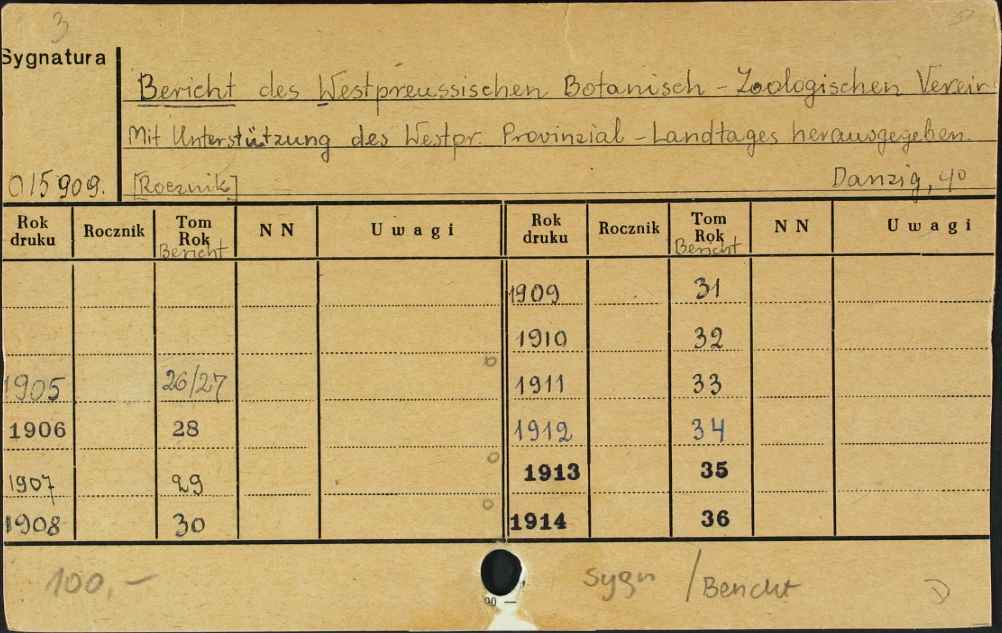 3
Sygnatura
Bericht des Westpreussischen Botanisch-Zoologischen Verein
Mit Unterstützung des Westpr. Provinzial-Landtages herausgegeben.
015909. [Rocznik] Danzig, 4°
Rok druku Rocznik Tom Rok Bericht N N Uwagi Rok druku Rocznik Tom Rok Bericht N N Uwagi
1909 31
1910 32
1905 26/27 1911 33
1906 28 1912 34
1907 29 1913 35
1908 30 1914 36
100,- sygn / Bericht